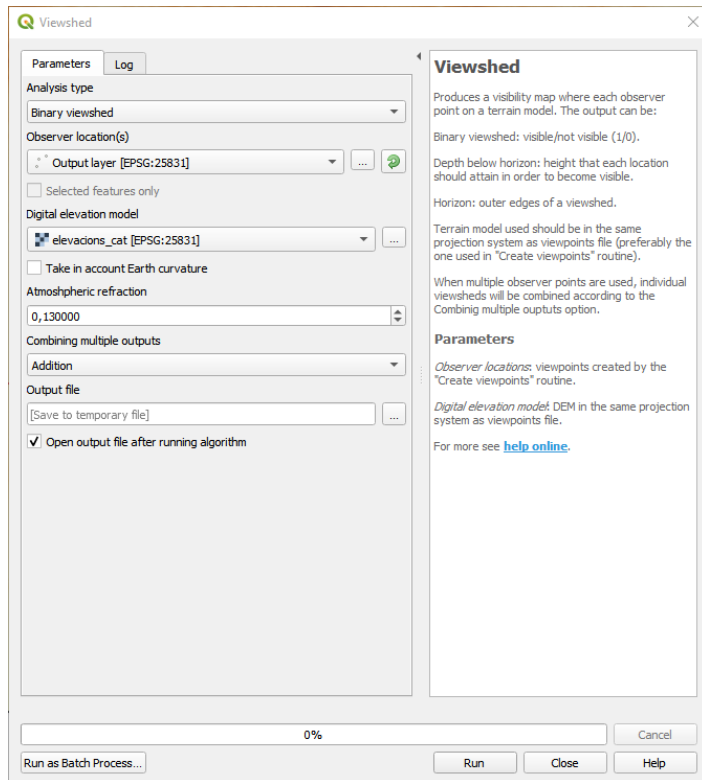 Viewshed
Parameters
Log
Analysis type
Binary viewshed
Observer location(s)
Output layer [EPSG:25831]
...
Selected features only
Digital elevation model
elevacions_cat [EPSG:25831]
...
Take in account Earth curvature
Atmoshpheric refraction
0,130000
Combining multiple outputs
Addition
Output file
[Save to temporary file]
...
Open output file after running algorithm
Viewshed
Produces a visibility map where each observer
point on a terrain model. The output can be:
Binary viewshed: visible/not visible (1/0).
Depth below horizon: height that each location
should attain in order to become visible.
Horizon: outer edges of a viewshed.
Terrain model used should be in the same
projection system as viewpoints file (preferably the
one used in "Create viewpoints" routine).
When multiple observer points are used, individual
viewsheds will be combined according to the
Combinig multiple ouptuts option.
Parameters
Observer locations: viewpoints created by the
"Create viewpoints" routine.
Digital elevation model: DEM in the same projection
system as viewpoints file.
For more see help online.
0%
Cancel
Run as Batch Process...
Run
Close
Help